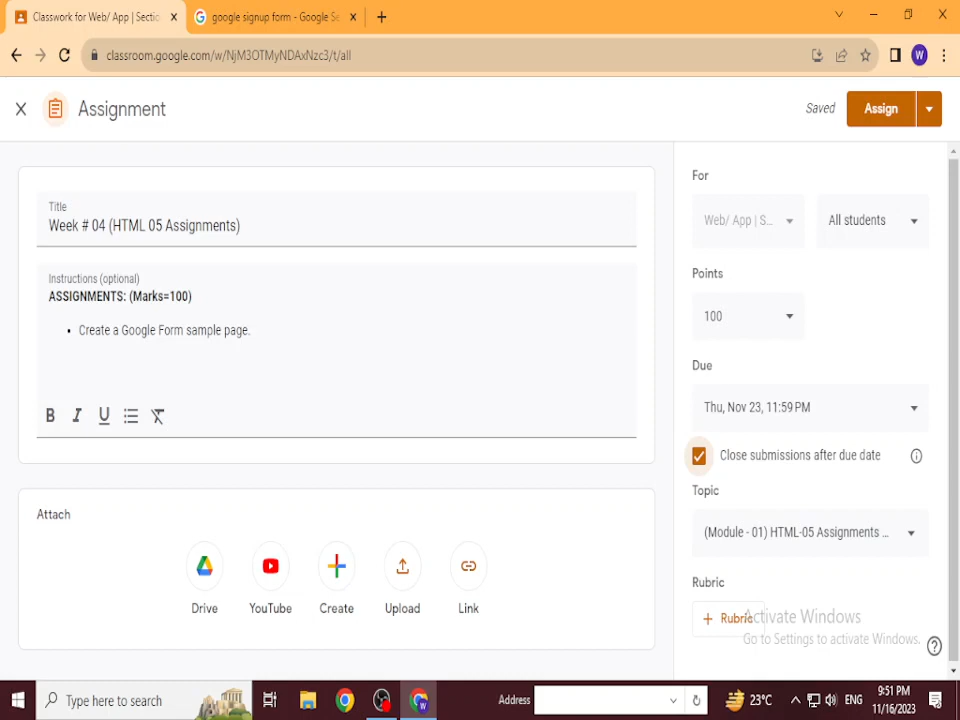 Classwork for Web/ App | Sectio
google signup form - Google Se
classroom.google.com/w/NjM3OTMyNDAxNzc3/t/all
W
Assignment
Saved
Assign
Title
Week # 04 (HTML 05 Assignments)
Instructions (optional)
ASSIGNMENTS: (Marks=100)
• Create a Google Form sample page.
B I U
Attach
Drive
YouTube
Create
Upload
Link
For
Web/ App | S...
All students
Points
100
Due
Thu, Nov 23, 11:59 PM
Close submissions after due date
Topic
(Module - 01) HTML-05 Assignments ...
Rubric
+ Rubric
Activate Windows
Go to Settings to activate Windows.
Type here to search
Address
23°C
ENG
9:51 PM
11/16/2023